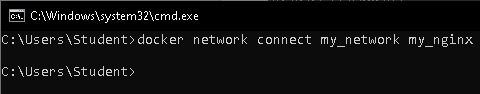 C:\Windows\system32\cmd.exe
C:\Users\Student>docker network connect my_network my_nginx
C:\Users\Student>